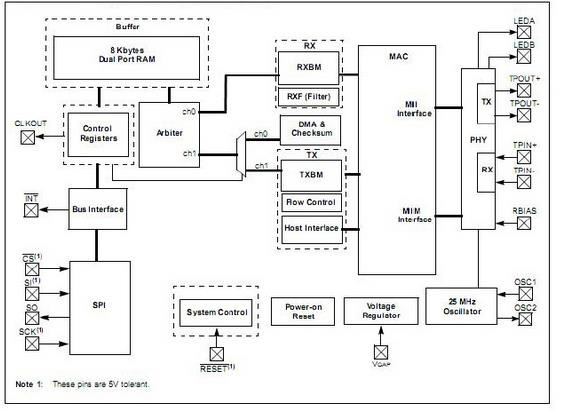 Buffer
8 Kbytes
Dual Port RAM
LEDA
LEDB
RX
RXBM
RXF (Filter)
MAC
MII
Interface
TPOUT+
TX
TPOUT-
PHY
CLKOUT
Control
Registers
Arbiter
ch0
ch1
ch0
DMA &
Checksum
ch1
TX
TXBM
Flow Control
Host Interface
MIIM
Interface
TPIN+
RX
TPIN-
RBIAS
INT
Bus Interface
CS(1)
SI(1)
SO
SCK(1)
SPI
System Control
RESET(1)
Power-on
Reset
Voltage
Regulator
VCAP
25 MHz
Oscillator
OSC1
OSC2
Note 1: These pins are 5V tolerant.